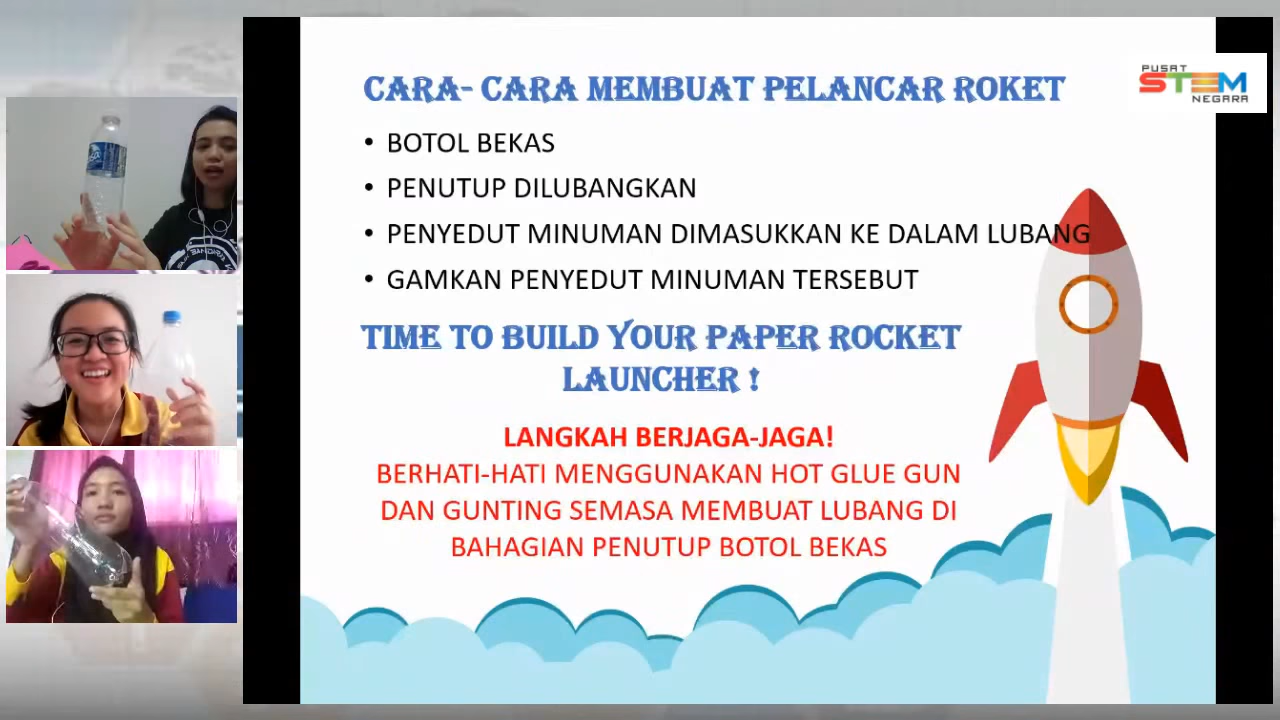 CARA- CARA MEMBUAT PELANCAR ROKET
PUSAT
STEM
NEGARA
• BOTOL BEKAS
• PENUTUP DILUBANGKAN
• PENYEDUT MINUMAN DIMASUKKAN KE DALAM LUBANG
• GAMKAN PENYEDUT MINUMAN TERSEBUT
TIME TO BUILD YOUR PAPER ROCKET
LAUNCHER !
LANGKAH BERJAGA-JAGA!
BERHATI-HATI MENGGUNAKAN HOT GLUE GUN
DAN GUNTING SEMASA MEMBUAT LUBANG DI
BAHAGIAN PENUTUP BOTOL BEKAS